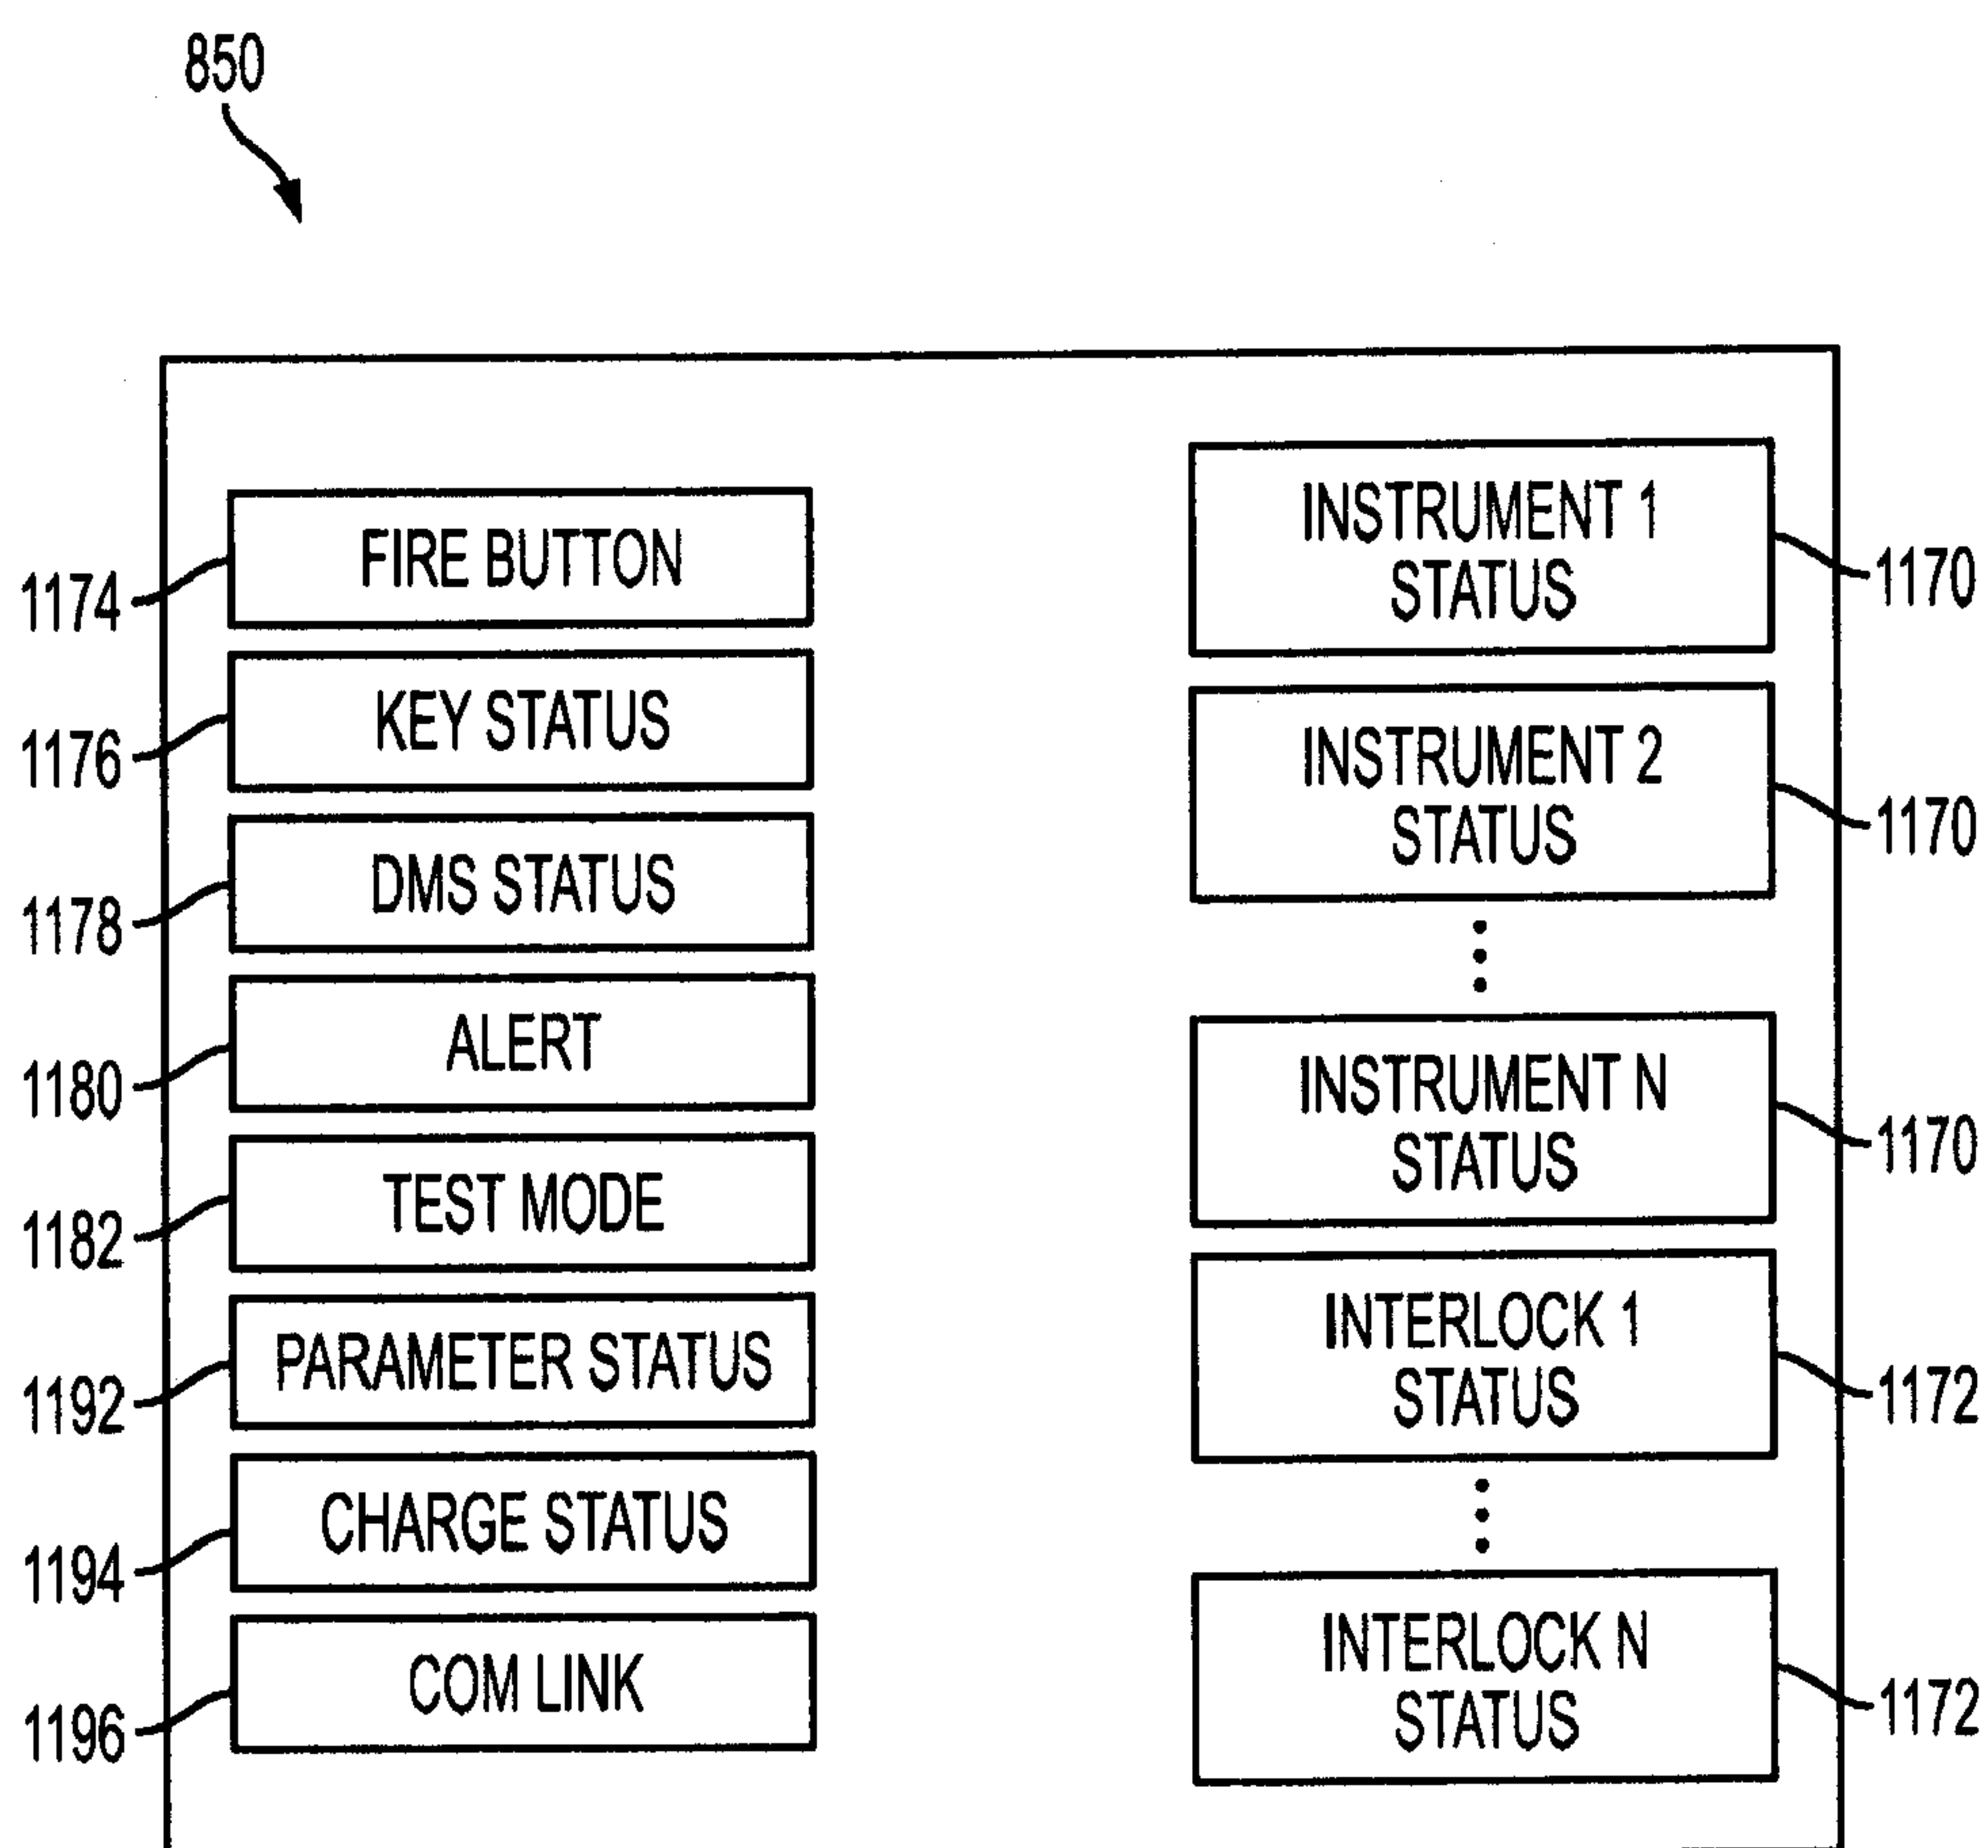 850
FIRE BUTTON
1174
KEY STATUS
1176
DMS STATUS
1178
ALERT
1180
TEST MODE
1182
PARAMETER STATUS
1192
CHARGE STATUS
1194
COM LINK
1196
INSTRUMENT 1
STATUS
1170
INSTRUMENT 2
STATUS
1170
INSTRUMENT N
STATUS
1170
INTERLOCK 1
STATUS
1172
INTERLOCK N
STATUS
1172